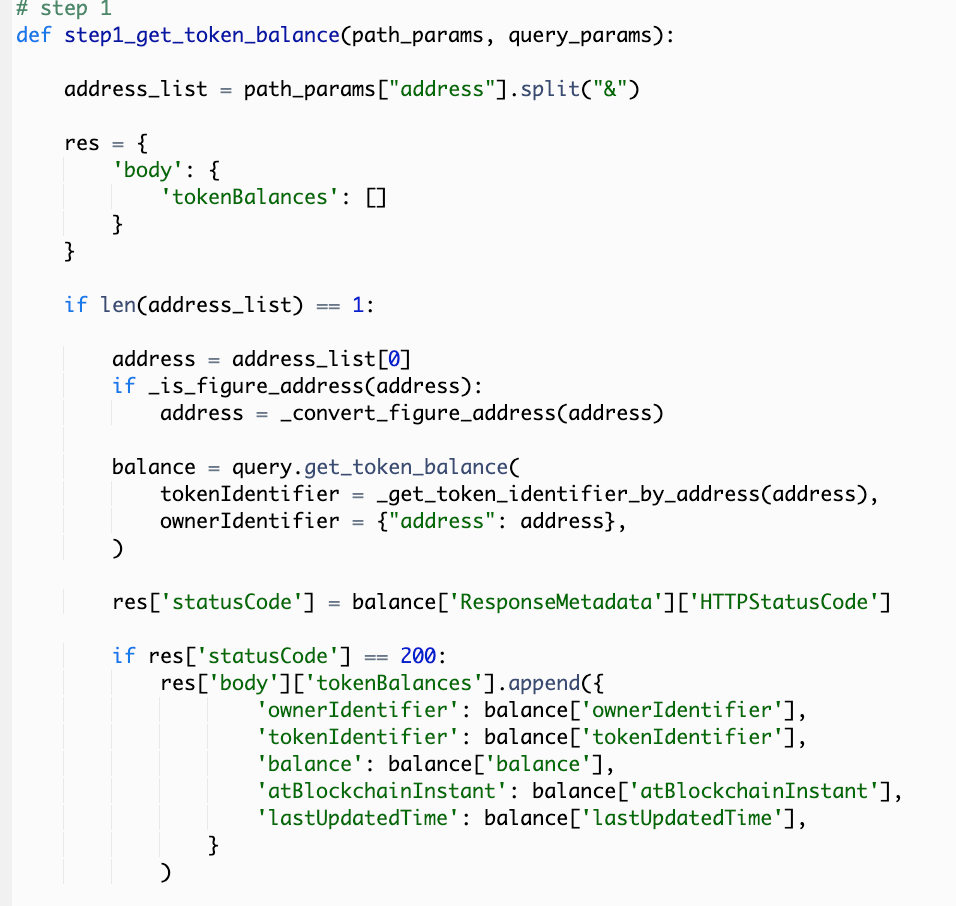 # step 1
def step1_get_token_balance(path_params, query_params):
    address_list = path_params["address"].split("&")
    res = {
        'body': {
            'tokenBalances': []
        }
    }
    if len(address_list) == 1:
        address = address_list[0]
        if _is_figure_address(address):
            address = _convert_figure_address(address)
        balance = query.get_token_balance(
            tokenIdentifier = _get_token_identifier_by_address(address),
            ownerIdentifier = {"address": address},
        )
        res['statusCode'] = balance['ResponseMetadata']['HTTPStatusCode']
        if res['statusCode'] == 200:
            res['body']['tokenBalances'].append({
                    'ownerIdentifier': balance['ownerIdentifier'],
                    'tokenIdentifier': balance['tokenIdentifier'],
                    'balance': balance['balance'],
                    'atBlockchainInstant': balance['atBlockchainInstant'],
                    'lastUpdatedTime': balance['lastUpdatedTime'],
                }
            )